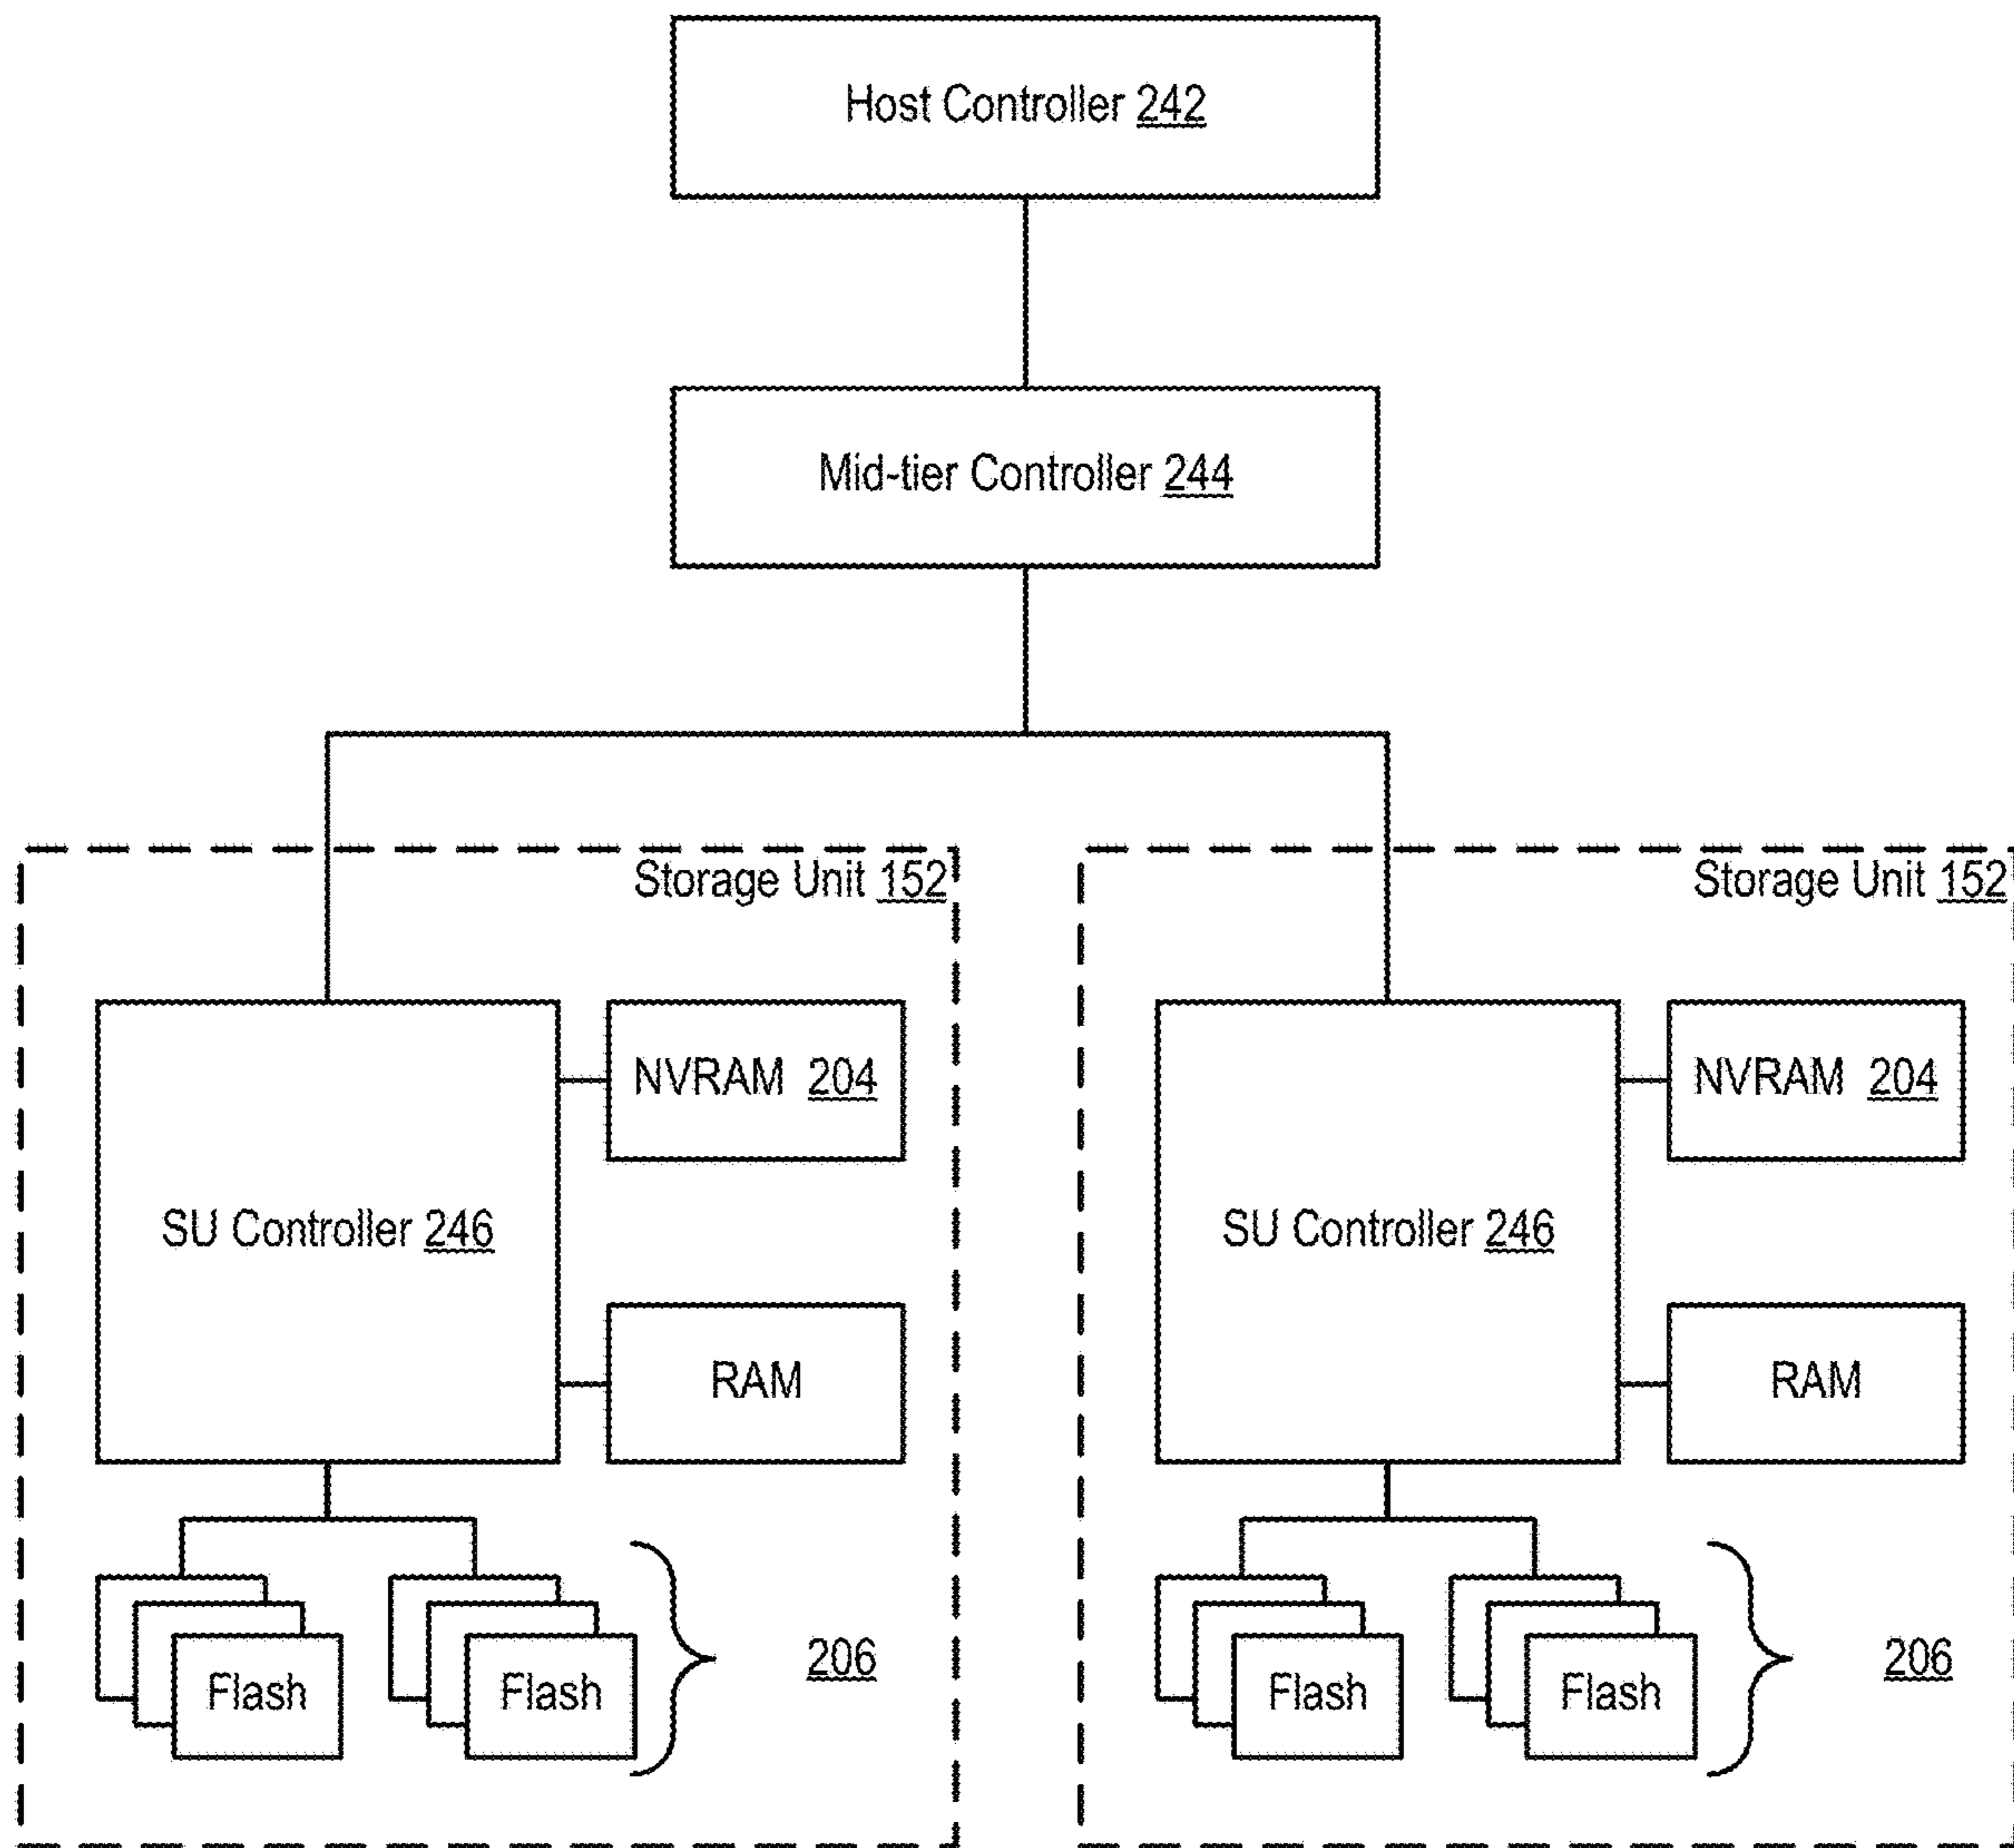 Host Controller 242
Mid-tier Controller 244
Storage Unit 152
Storage Unit 152
NVRAM 204
NVRAM 204
SU Controller 246
SU Controller 246
RAM
RAM
Flash
Flash
206
Flash
Flash
206